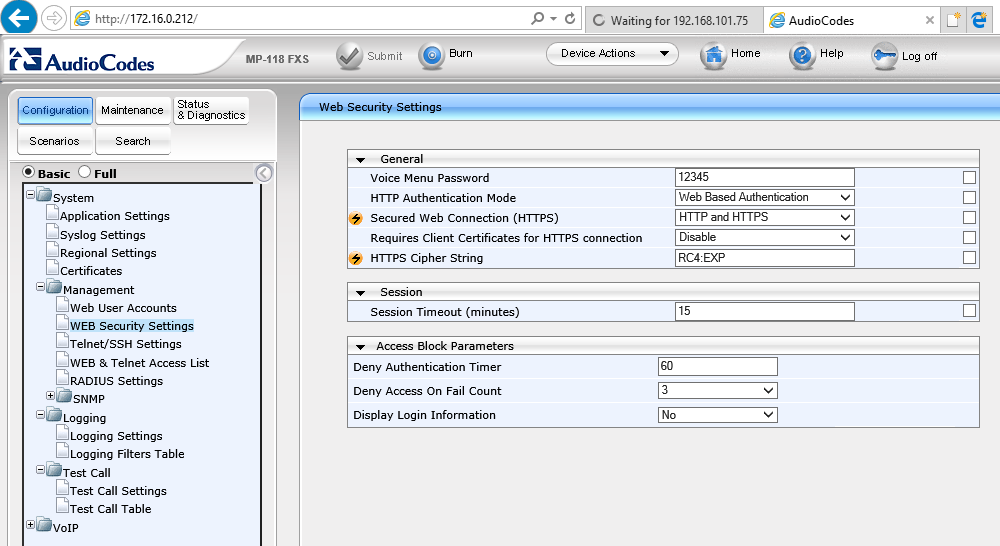 http://172.16.0.212/
Waiting for 192.168.101.75
AudioCodes
AudioCodes
MP-118 FXS
Submit
Burn
Device Actions
Home
Help
Log off
Configuration
Maintenance
Status
& Diagnostics
Scenarios
Search
Basic
Full
System
Application Settings
Syslog Settings
Regional Settings
Certificates
Management
Web User Accounts
WEB Security Settings
Telnet/SSH Settings
WEB & Telnet Access List
RADIUS Settings
SNMP
Logging
Logging Settings
Logging Filters Table
Test Call
Test Call Settings
Test Call Table
VoIP
Web Security Settings
General
Voice Menu Password 12345
HTTP Authentication Mode Web Based Authentication
Secured Web Connection (HTTPS) HTTP and HTTPS
Requires Client Certificates for HTTPS connection Disable
HTTPS Cipher String RC4:EXP
Session
Session Timeout (minutes) 15
Access Block Parameters
Deny Authentication Timer 60
Deny Access On Fail Count 3
Display Login Information No